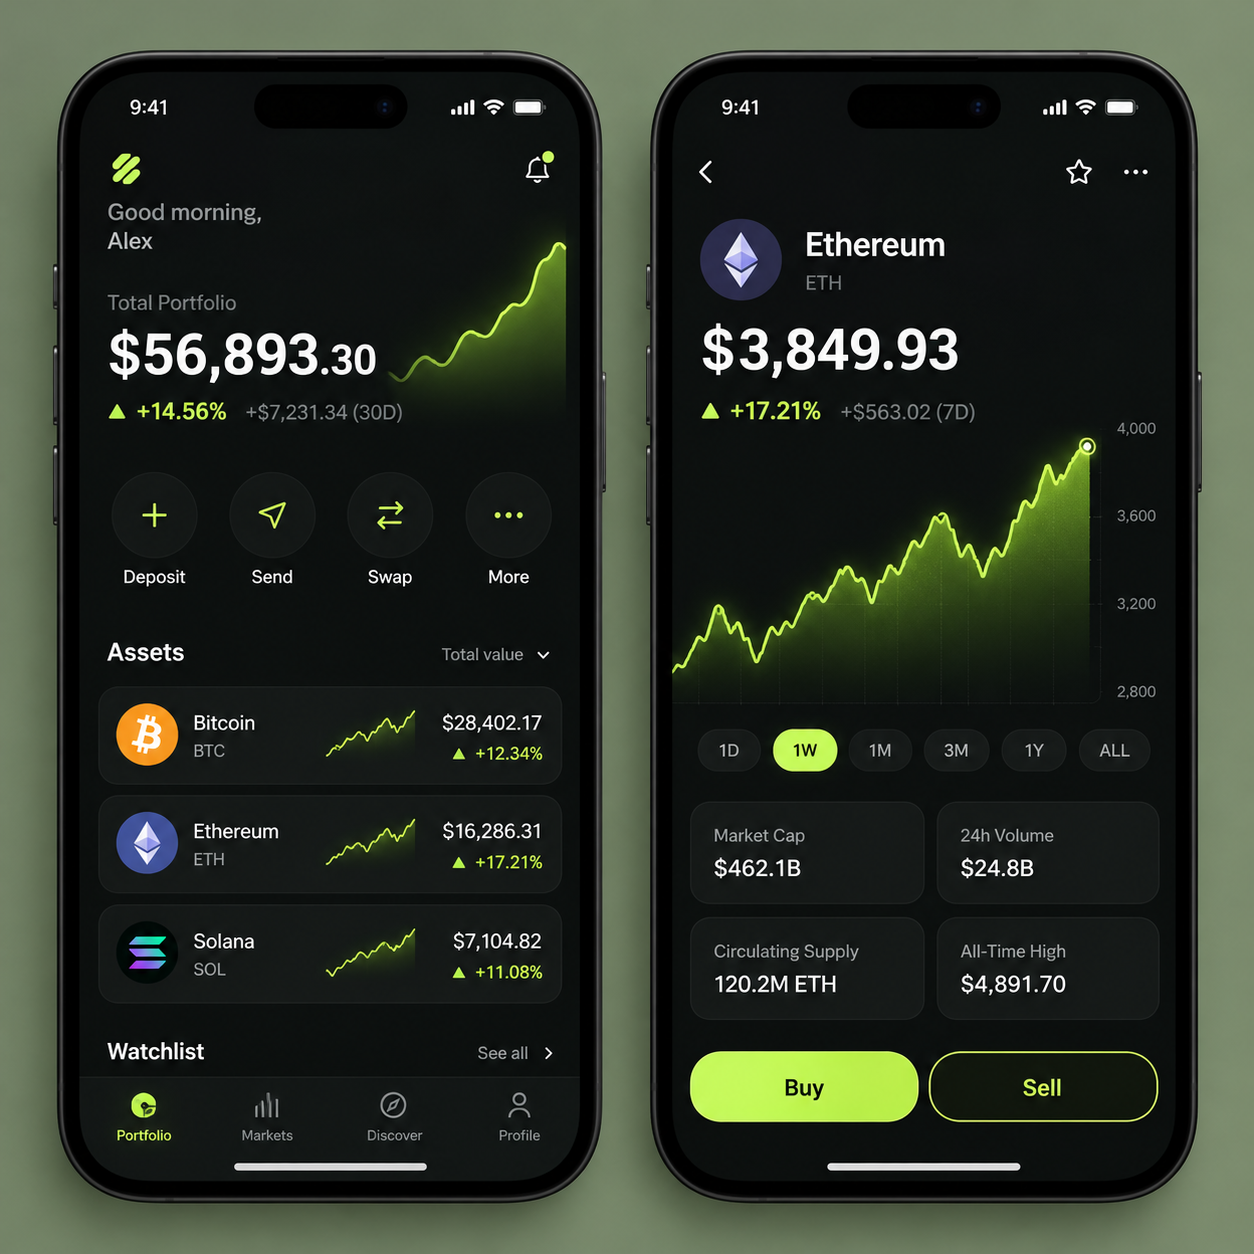 9:41
Good morning,
Alex
Total Portfolio
$56,893.30
+14.56% +$7,231.34 (30D)
Deposit Send Swap More
Assets Total value
Bitcoin $28,402.17
BTC +12.34%
Ethereum $16,286.31
ETH +17.21%
Solana $7,104.82
SOL +11.08%
Watchlist See all
Portfolio Markets Discover Profile
9:41
Ethereum
ETH
$3,849.93
+17.21% +$563.02 (7D)
4,000
3,600
3,200
2,800
1D 1W 1M 3M 1Y ALL
Market Cap 24h Volume
$462.1B $24.8B
Circulating Supply All-Time High
120.2M ETH $4,891.70
Buy Sell